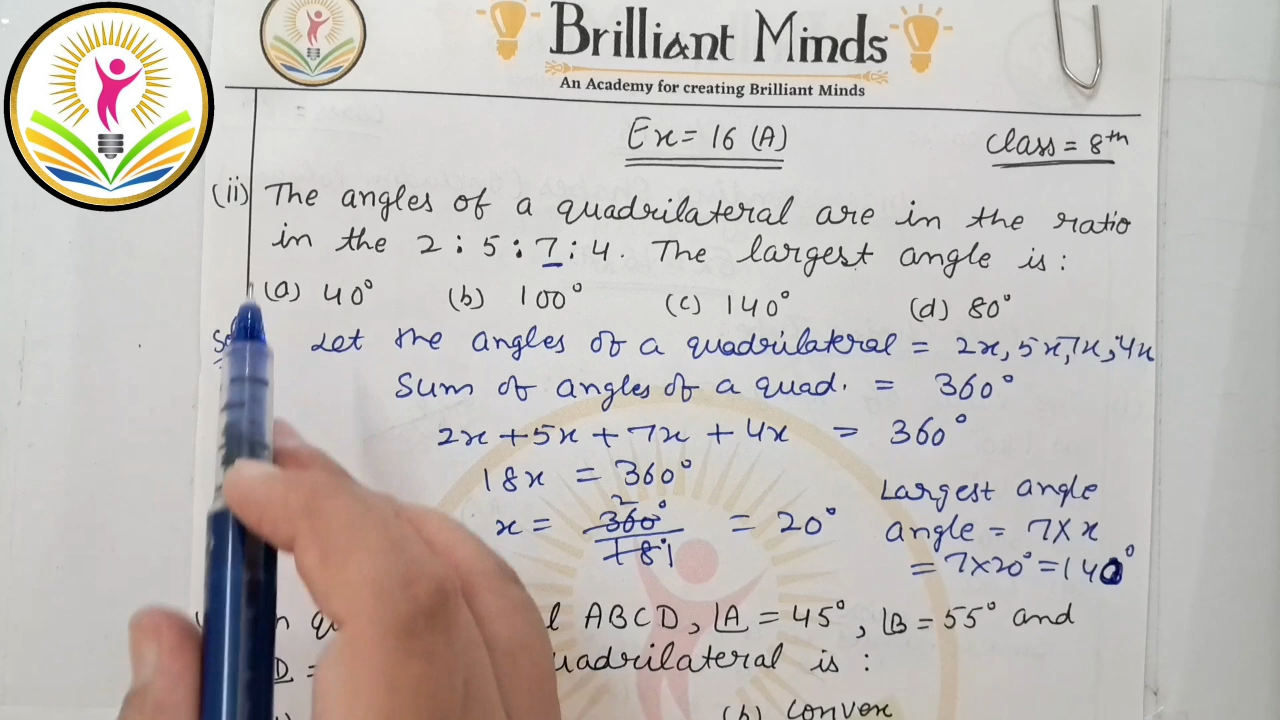 Brilliant Minds
An Academy for creating Brilliant Minds
Ex = 16 (A)
Class = 8th
(ii) The angles of a quadrilateral are in the ratio
in the 2 : 5 : 7 : 4. The largest angle is :
(a) 40° (b) 100° (c) 140° (d) 80°
Let the angles of a quadrilateral = 2x, 5x, 7x, 4x
Sum of angles of a quad. = 360°
2x + 5x + 7x + 4x = 360°
18x = 360°
x = 360°/18 = 20°
Largest angle
angle = 7 X x
= 7 X 20° = 140°
ABCD, ∠A = 45°, ∠B = 55° and
quadrilateral is :
(b) convex